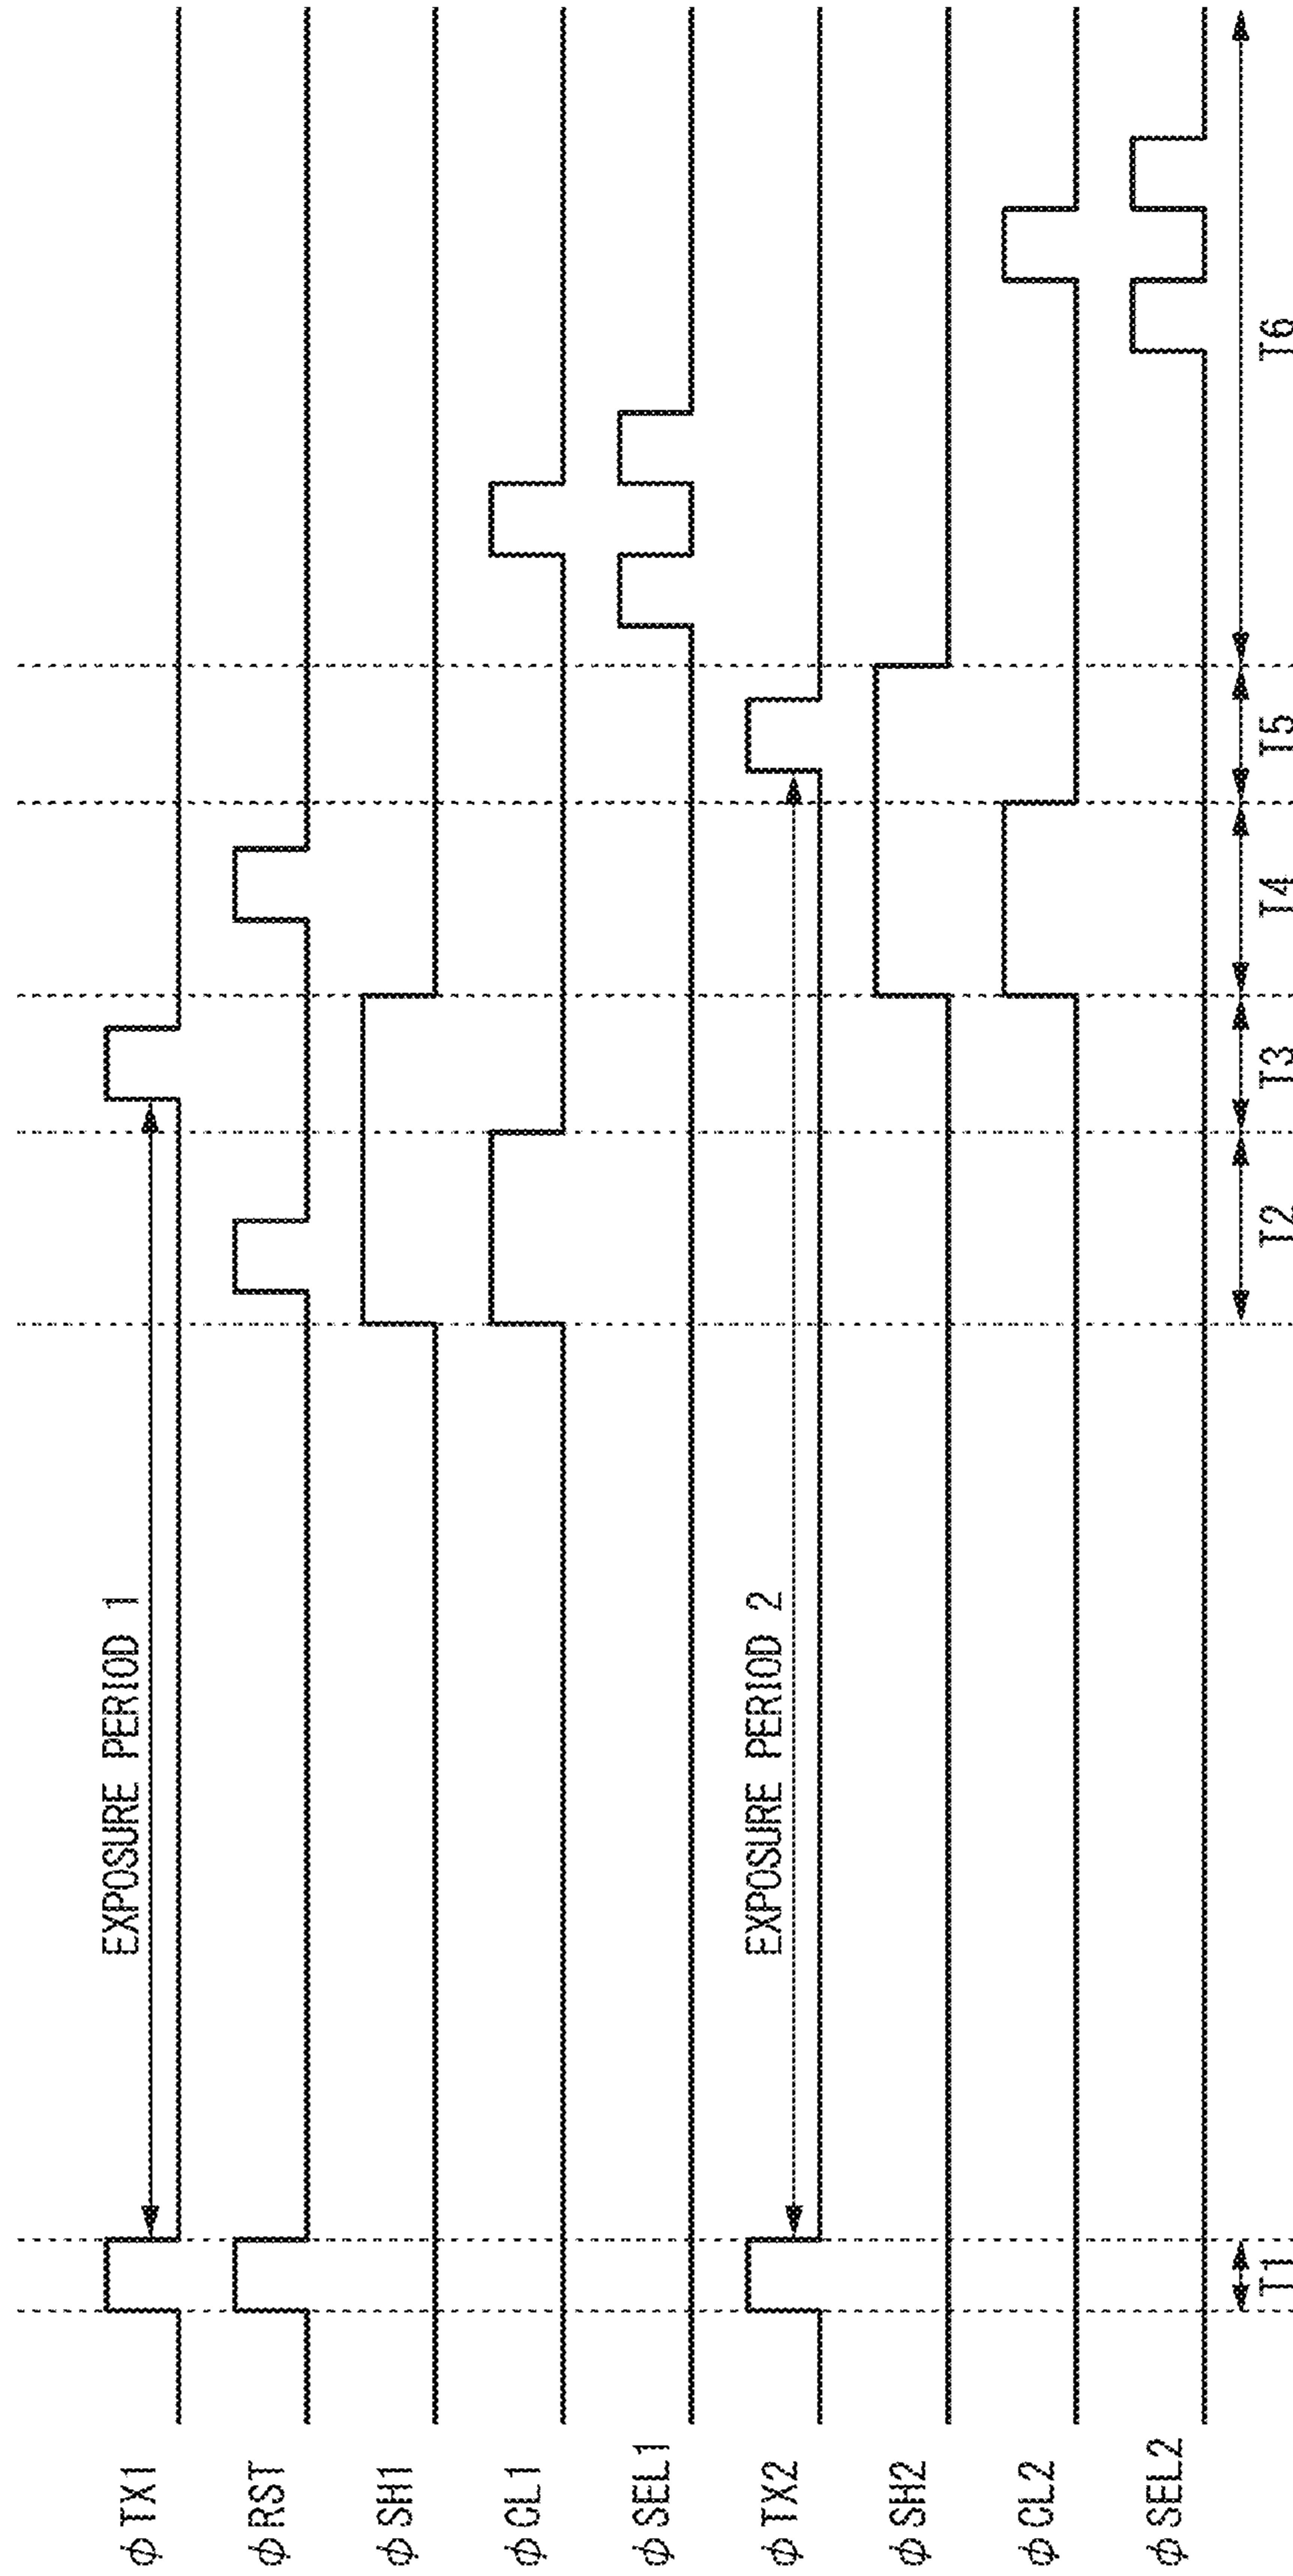 φTX1
EXPOSURE PERIOD 1
φRST
φSH1
φCL1
φSEL1
φTX2
EXPOSURE PERIOD 2
φSH2
φCL2
φSEL2
T1
T2
T3
T4
T5
T6